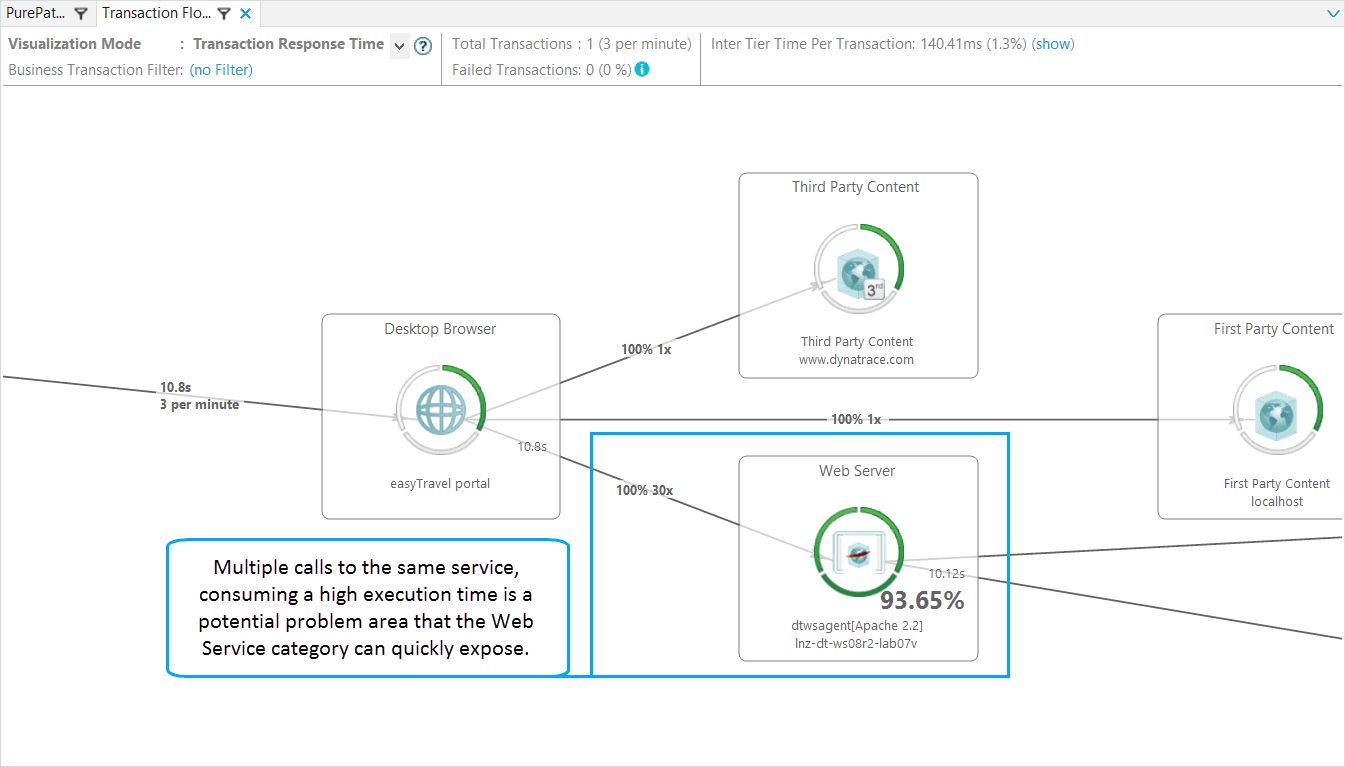 PurePat...
Transaction Flo...
Visualization Mode : Transaction Response Time
Business Transaction Filter: (no Filter)
Total Transactions : 1 (3 per minute)
Failed Transactions: 0 (0 %)
Inter Tier Time Per Transaction: 140.41ms (1.3%) (show)
10.8s
3 per minute
Desktop Browser
easyTravel portal
10.8s
100% 1x
Third Party Content
3rd
Third Party Content
www.dynatrace.com
100% 1x
First Party Content
First Party Content
localhost
100% 30x
Web Server
10.12s
93.65%
dtwsagent[Apache 2.2]
lnz-dt-ws08r2-lab07v
Multiple calls to the same service,
consuming a high execution time is a
potential problem area that the Web
Service category can quickly expose.